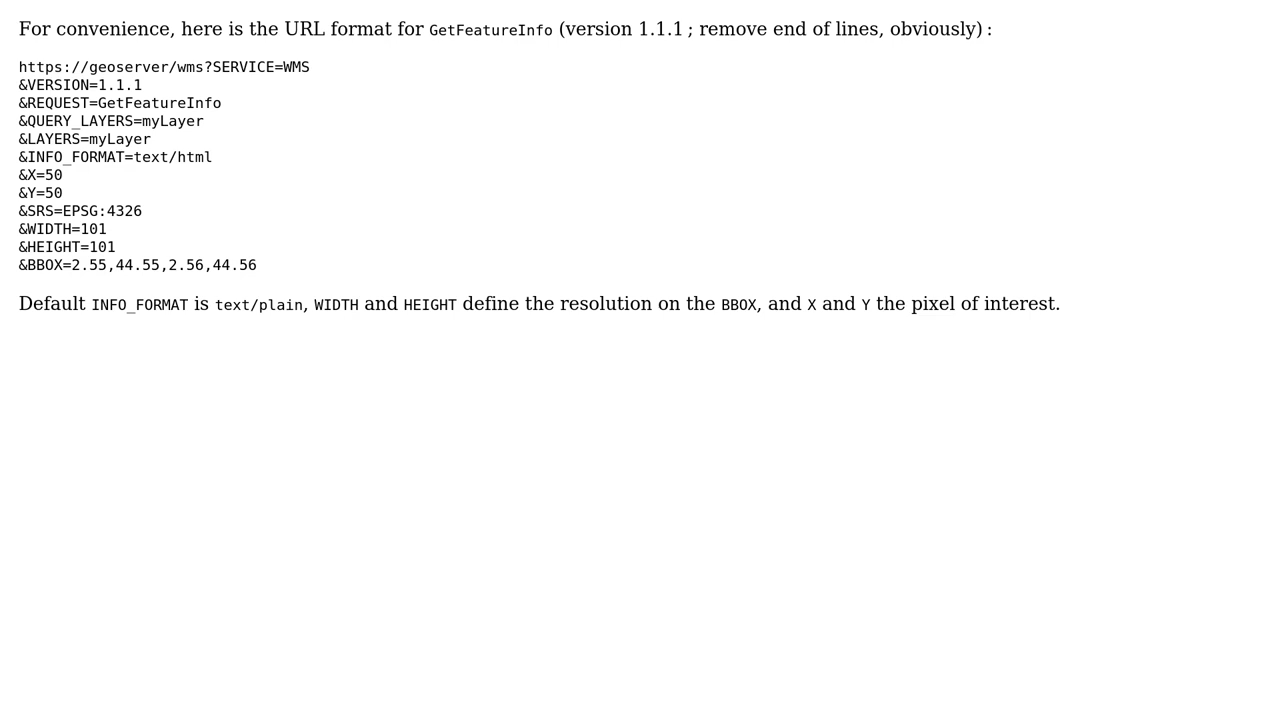 For convenience, here is the URL format for GetFeatureInfo (version 1.1.1 ; remove end of lines, obviously) :
https://geoserver/wms?SERVICE=WMS
&VERSION=1.1.1
&REQUEST=GetFeatureInfo
&QUERY_LAYERS=myLayer
&LAYERS=myLayer
&INFO_FORMAT=text/html
&X=50
&Y=50
&SRS=EPSG:4326
&WIDTH=101
&HEIGHT=101
&BBOX=2.55,44.55,2.56,44.56
Default INFO_FORMAT is text/plain, WIDTH and HEIGHT define the resolution on the BBOX, and X and Y the pixel of interest.